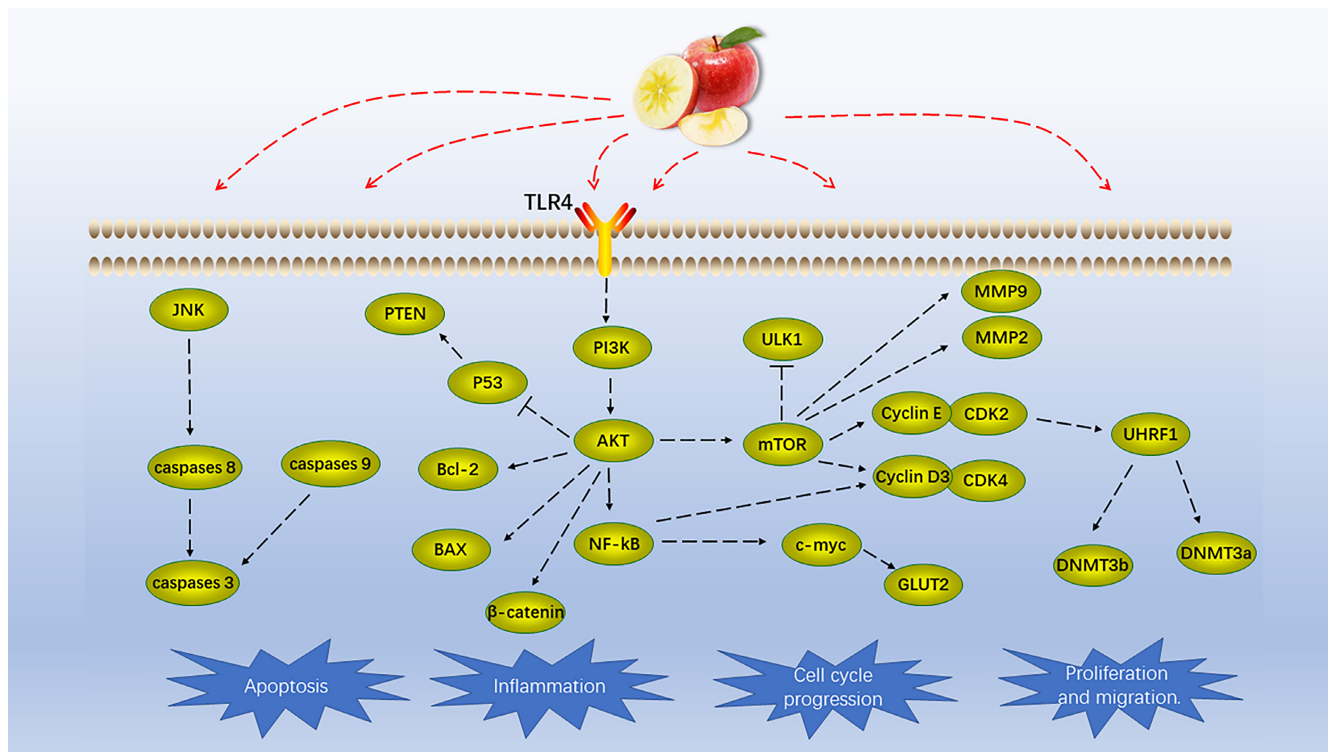 TLR4
JNK
PTEN
PI3K
ULK1
MMP9
MMP2
P53
AKT
mTOR
Cyclin E
CDK2
UHRF1
caspases 8
caspases 9
Bcl-2
Cyclin D3
CDK4
BAX
NF-kB
c-myc
DNMT3b
DNMT3a
caspases 3
GLUT2
β-catenin
Apoptosis
Inflammation
Cell cycle
progression
Proliferation
and migration.